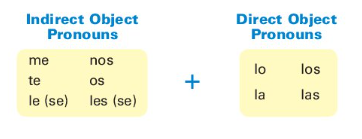 Indirect Object
Pronouns
me nos
te os
le (se) les (se)
+
Direct Object
Pronouns
lo los
la las